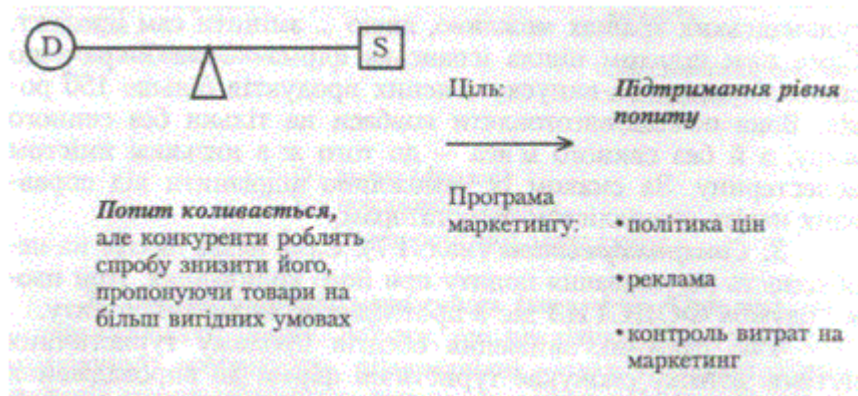 D
S
Попит коливається,
але конкуренти роблять
спробу знизити його,
пропонуючи товари на
більш вигідних умовах
Ціль:
Підтримання рівня
попиту
Програма
маркетингу:
• політика цін
• реклама
• контроль витрат на
маркетинг